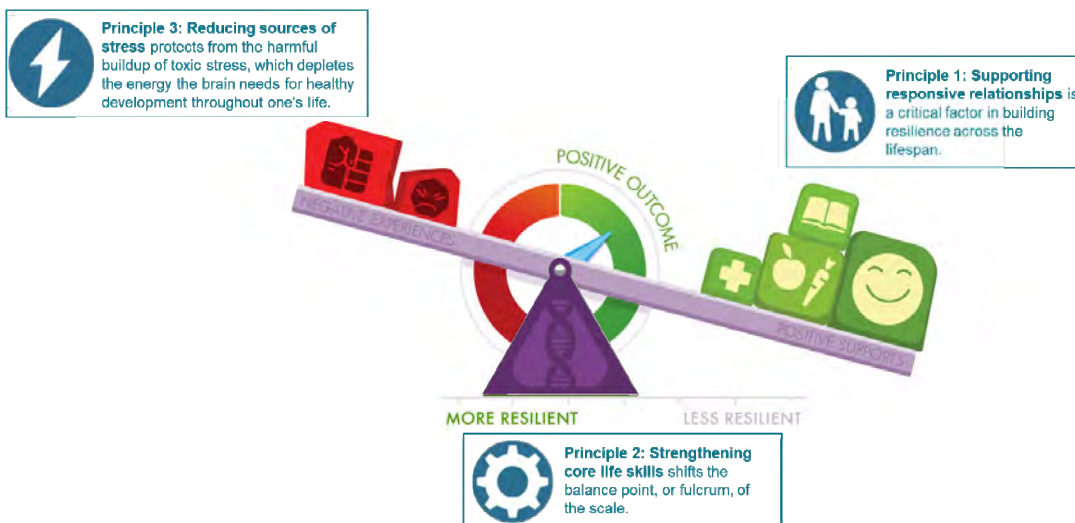 Principle 3: Reducing sources of
stress protects from the harmful
buildup of toxic stress, which depletes
the energy the brain needs for healthy
development throughout one's life.
Principle 1: Supporting
responsive relationships is
a critical factor in building
resilience across the
lifespan.
POSITIVE OUTCOME
NEGATIVE EXPERIENCES
POSITIVE SUPPORTS
MORE RESILIENT
LESS RESILIENT
Principle 2: Strengthening
core life skills shifts the
balance point, or fulcrum, of
the scale.